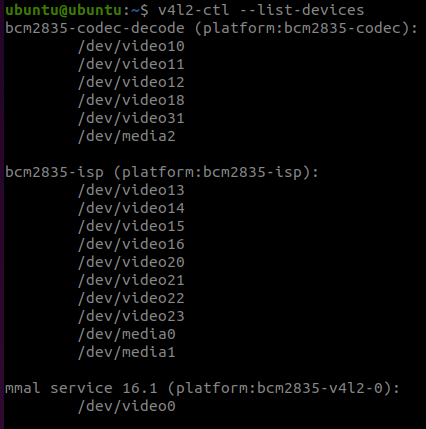 ubuntu@ubuntu:~$ v4l2-ctl --list-devices
bcm2835-codec-decode (platform:bcm2835-codec):
/dev/video10
/dev/video11
/dev/video12
/dev/video18
/dev/video31
/dev/media2
bcm2835-isp (platform:bcm2835-isp):
/dev/video13
/dev/video14
/dev/video15
/dev/video16
/dev/video20
/dev/video21
/dev/video22
/dev/video23
/dev/media0
/dev/media1
mmal service 16.1 (platform:bcm2835-v4l2-0):
/dev/video0